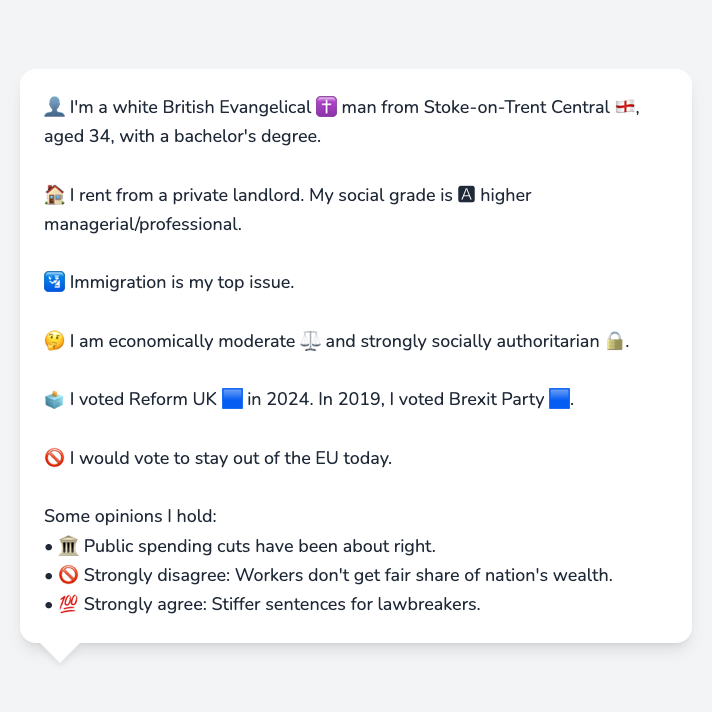 👤 I'm a white British Evangelical ✝️ man from Stoke-on-Trent Central 🏴󠁧󠁢󠁥󠁮󠁧󠁿,
aged 34, with a bachelor's degree.
🏠 I rent from a private landlord. My social grade is 🅰 higher
managerial/professional.
🛂 Immigration is my top issue.
🤔 I am economically moderate ⚖️ and strongly socially authoritarian 🔒.
🗳️ I voted Reform UK 🟦 in 2024. In 2019, I voted Brexit Party 🟦.
🚫 I would vote to stay out of the EU today.
Some opinions I hold:
• 🏛️ Public spending cuts have been about right.
• 🚫 Strongly disagree: Workers don't get fair share of nation's wealth.
• 💯 Strongly agree: Stiffer sentences for lawbreakers.